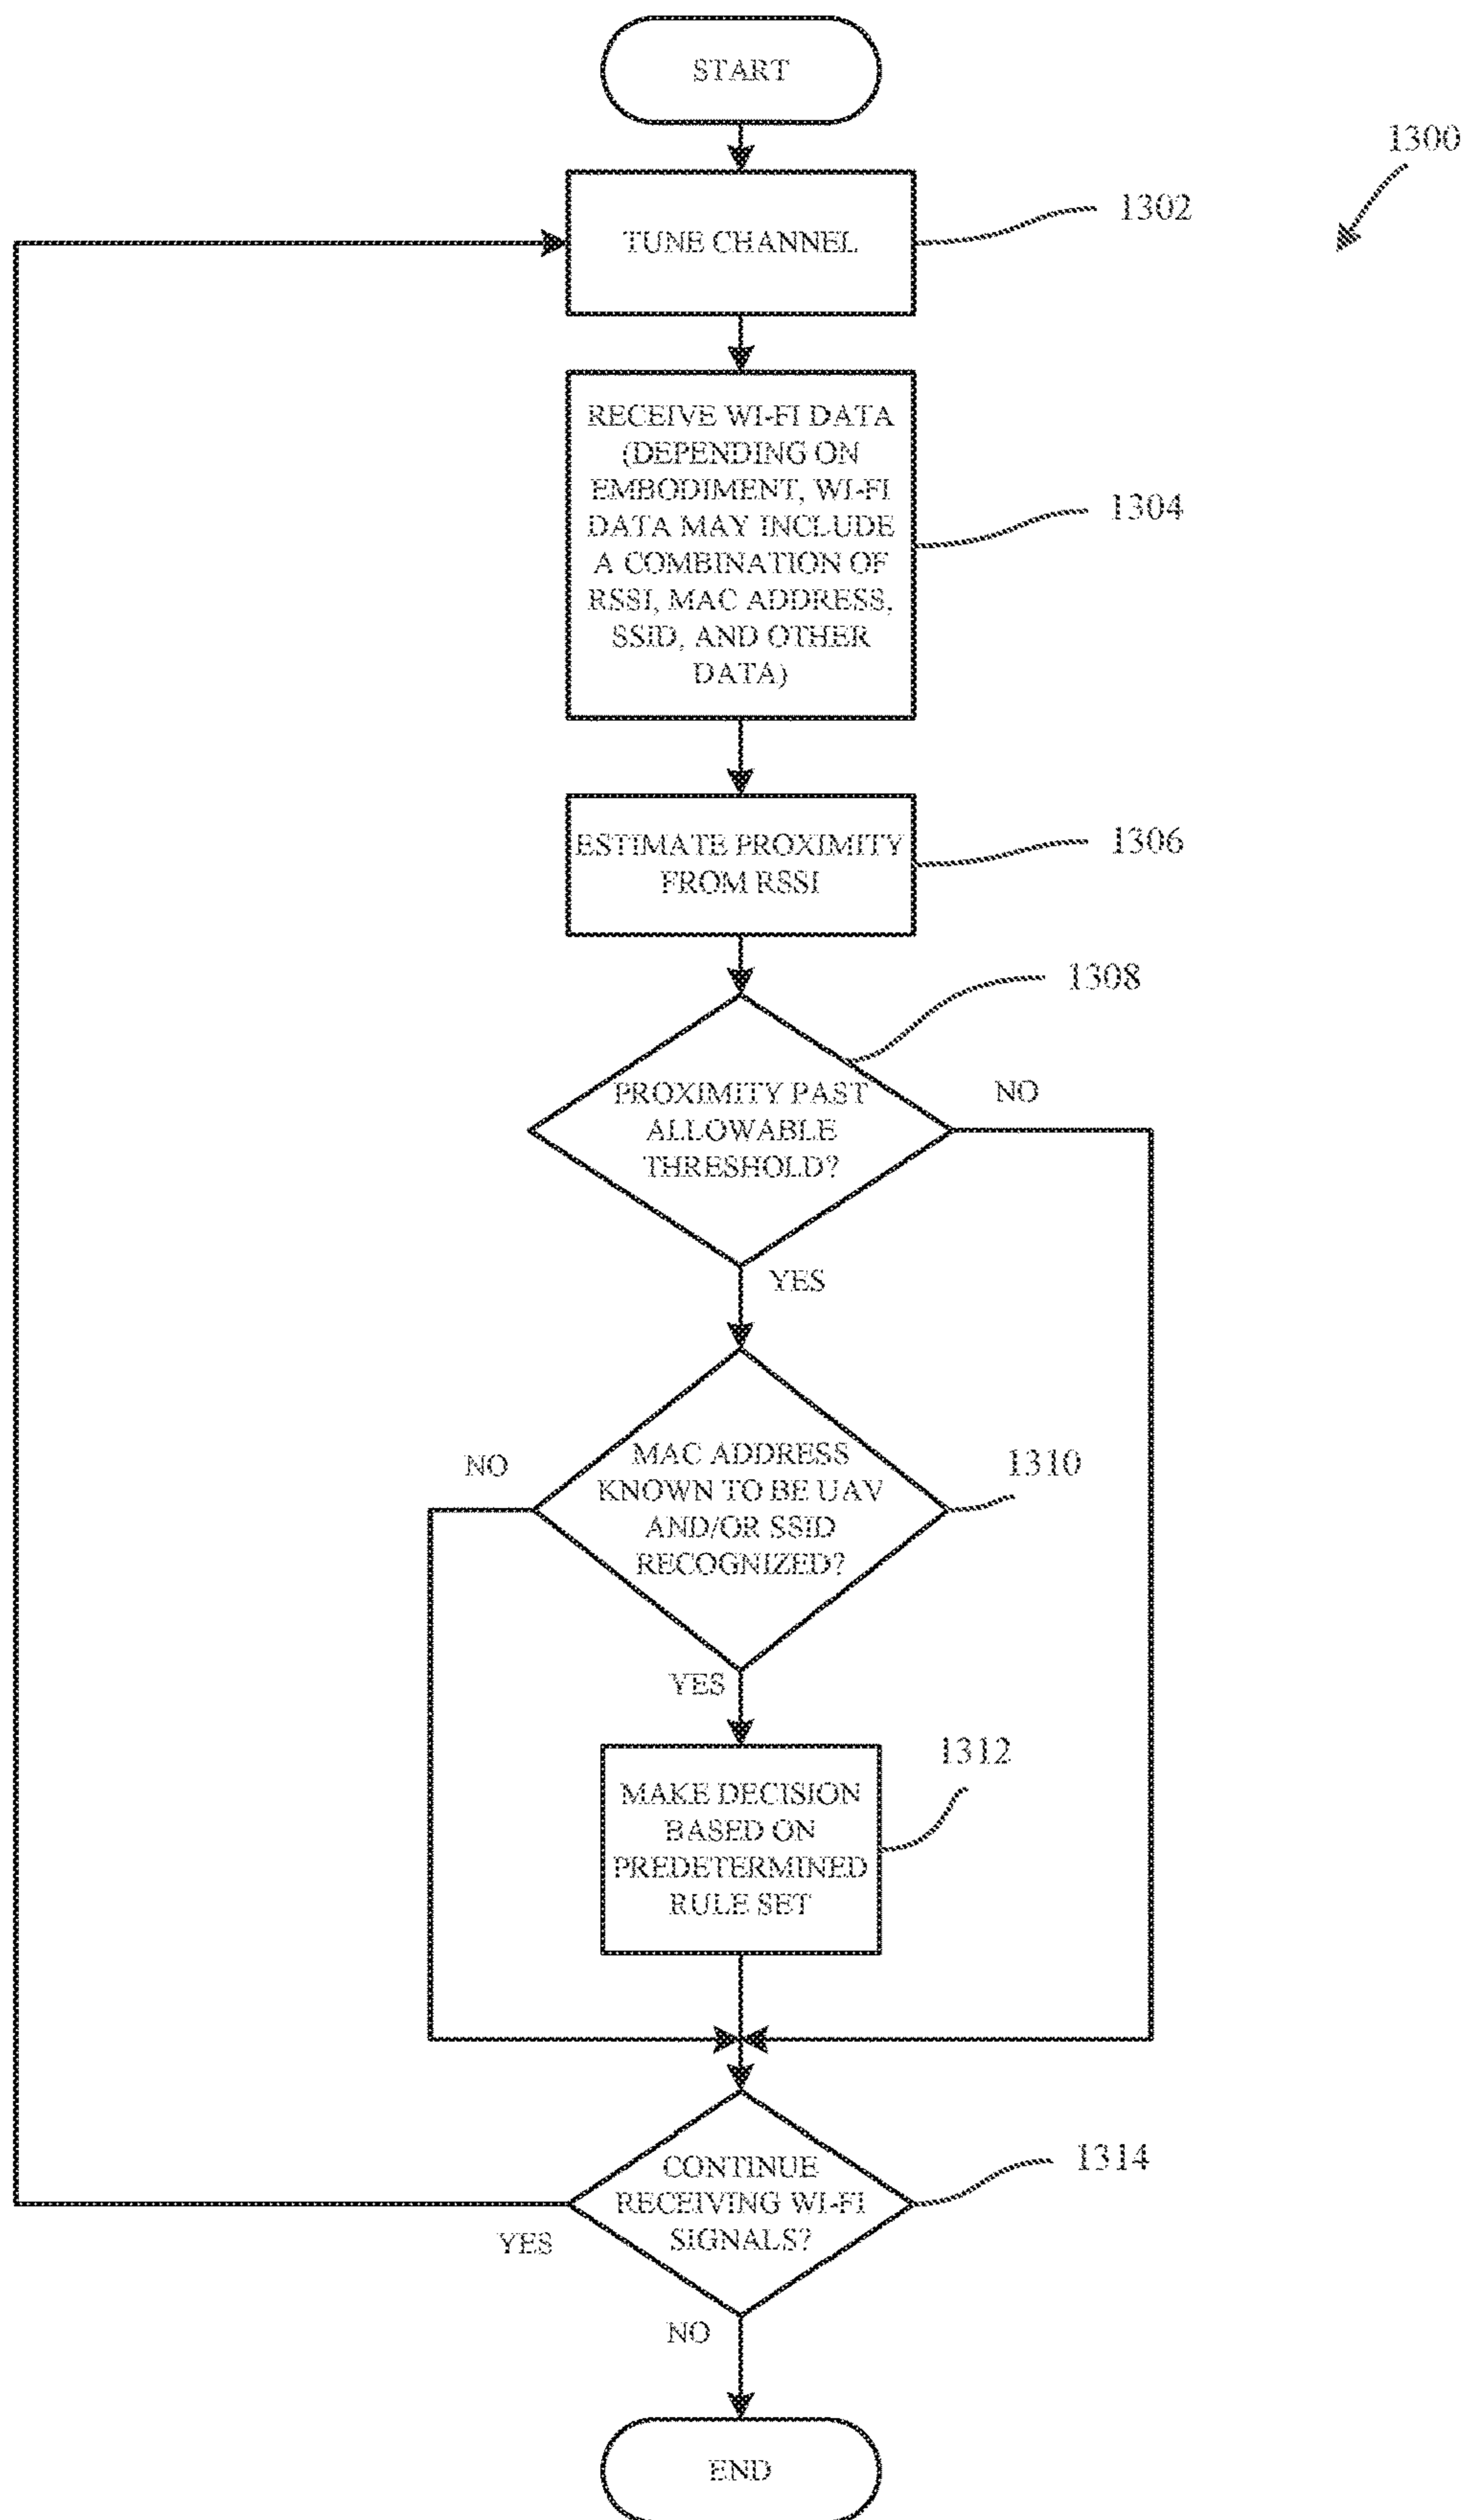 START
1300
1302
TUNE CHANNEL
RECEIVE WI-FI DATA
(DEPENDING ON
EMBODIMENT, WI-FI
DATA MAY INCLUDE
A COMBINATION OF
RSSI, MAC ADDRESS,
SSID, AND OTHER
DATA)
1304
ESTIMATE PROXIMITY
FROM RSSI
1306
1308
PROXIMITY PAST
ALLOWABLE
THRESHOLD?
NO
YES
MAC ADDRESS
KNOWN TO BE UAV
AND/OR SSID
RECOGNIZED?
NO
1310
YES
1312
MAKE DECISION
BASED ON
PREDETERMINED
RULE SET
CONTINUE
RECEIVING WI-FI
SIGNALS?
1314
YES
NO
END